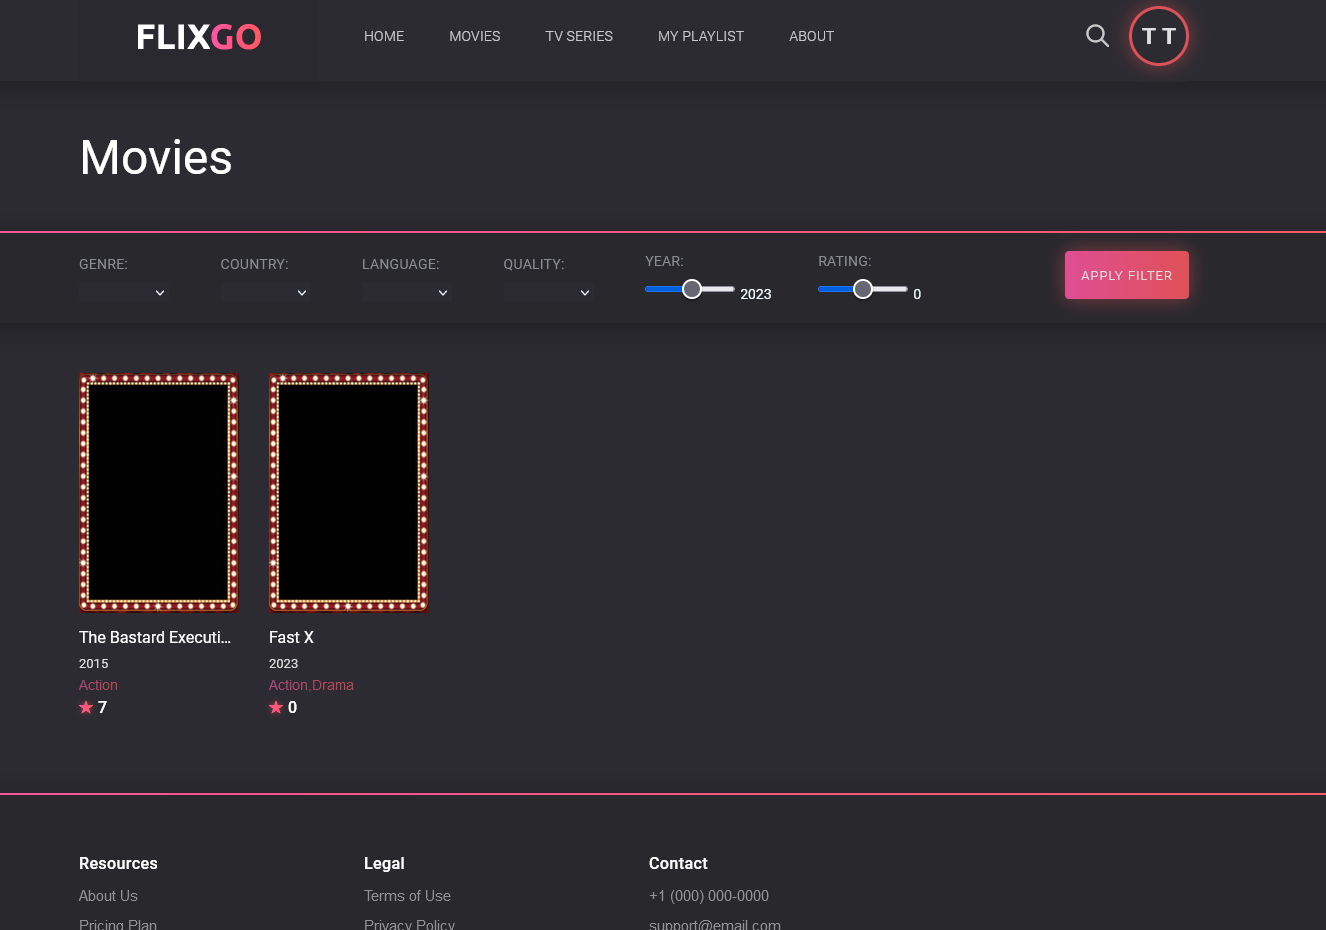 FLIXGO
HOME MOVIES TV SERIES MY PLAYLIST ABOUT
T T
Movies
GENRE: COUNTRY: LANGUAGE: QUALITY: YEAR: RATING:
2023 0
APPLY FILTER
The Bastard Executi...
2015
Action
7
Fast X
2023
Action,Drama
0
Resources
About Us
Pricing Plan
Legal
Terms of Use
Privacy Policy
Contact
+1 (000) 000-0000
support@email.com